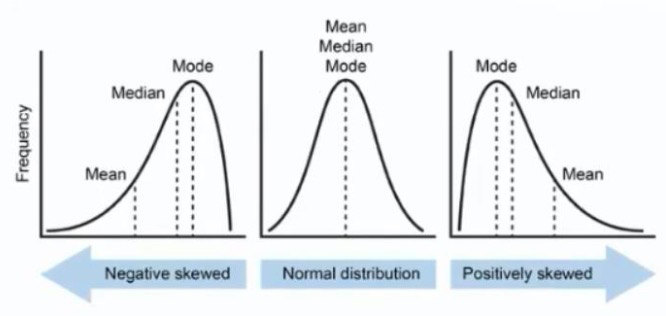 Mean
Median
Mode
Mode
Median
Mean
Mode
Median
Mean
Frequency
Negative skewed
Normal distribution
Positively skewed